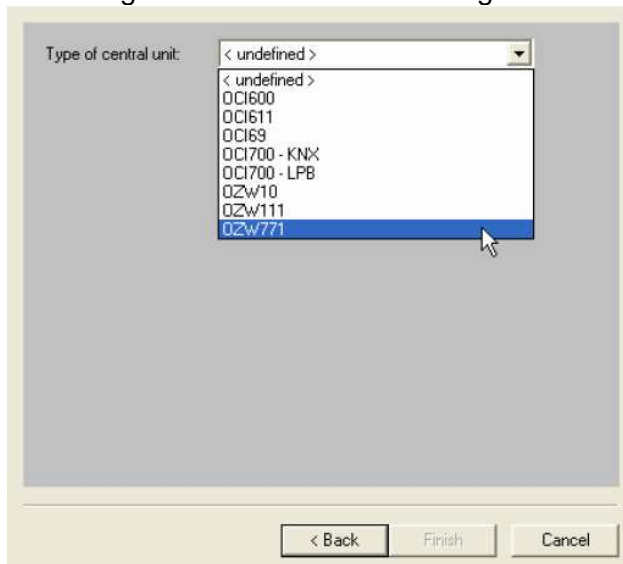 Type of central unit: < undefined >
< undefined >
OCI600
OCI611
OCI69
OCI700 - KNX
OCI700 - LPB
OZW10
OZW111
OZW771
< Back Finish Cancel